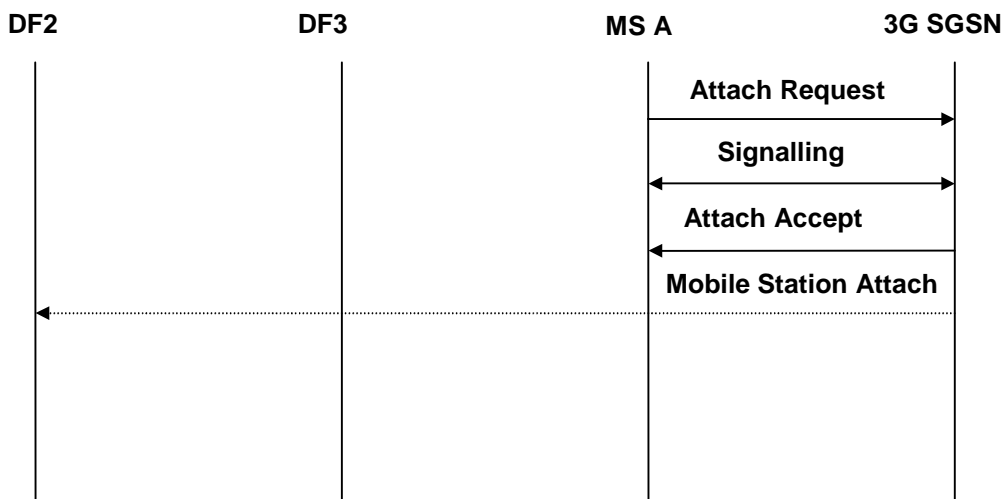 DF2 DF3 MS A 3G SGSN
Attach Request
Signalling
Attach Accept
Mobile Station Attach